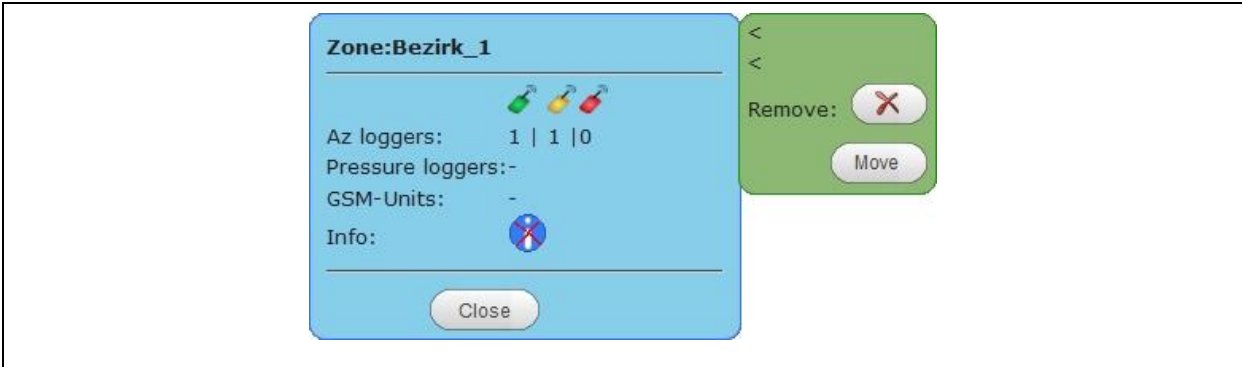 Zone:Bezirk_1
Az loggers: 1 | 1 |0
Pressure loggers:-
GSM-Units: -
Info:
Close
<
<
Remove:
Move